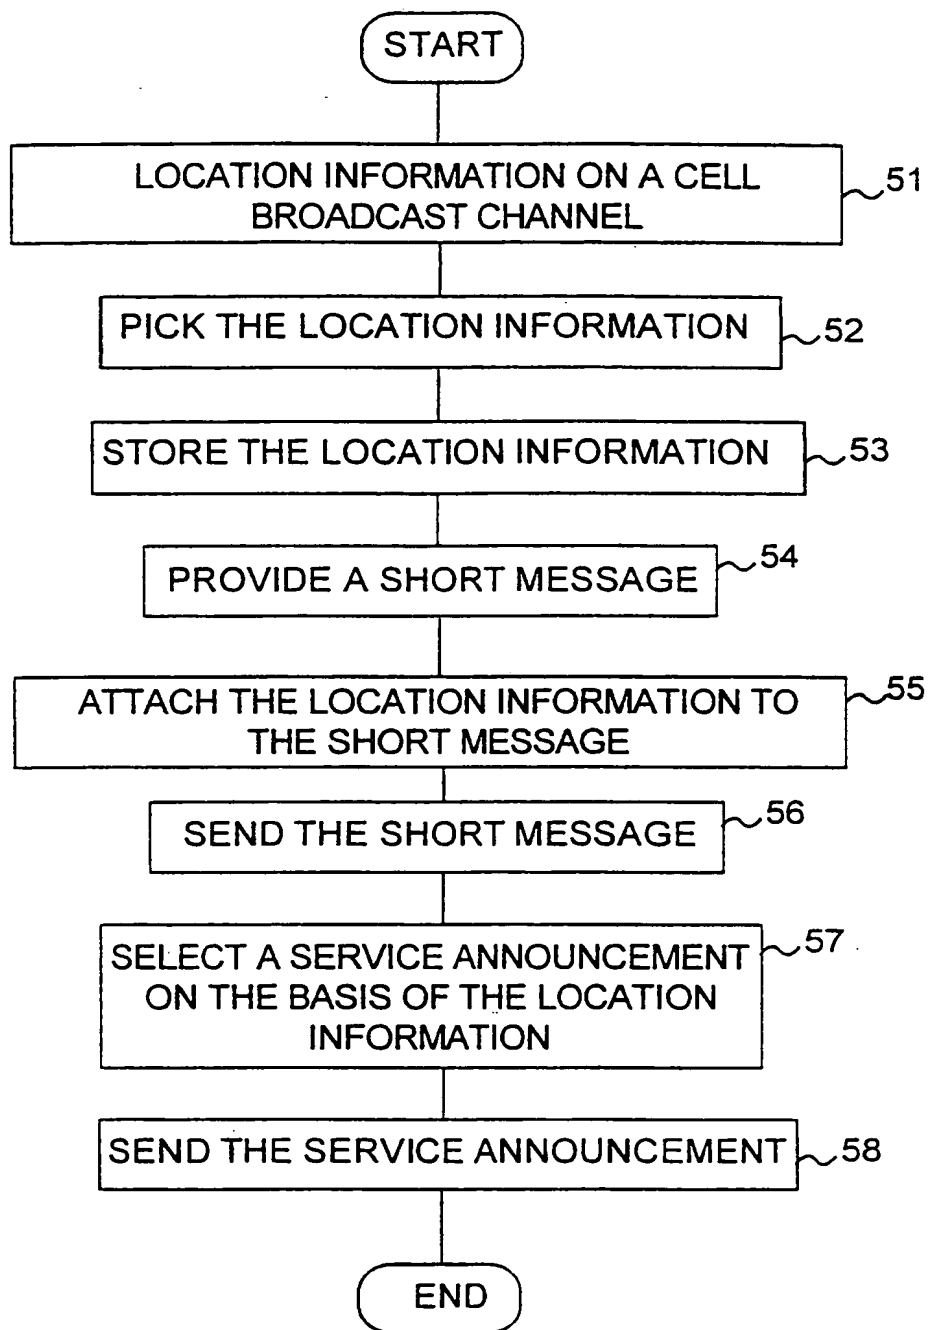 START
LOCATION INFORMATION ON A CELL
BROADCAST CHANNEL
51
PICK THE LOCATION INFORMATION
52
STORE THE LOCATION INFORMATION
53
PROVIDE A SHORT MESSAGE
54
ATTACH THE LOCATION INFORMATION TO
THE SHORT MESSAGE
55
SEND THE SHORT MESSAGE
56
SELECT A SERVICE ANNOUNCEMENT
ON THE BASIS OF THE LOCATION
INFORMATION
57
SEND THE SERVICE ANNOUNCEMENT
58
END